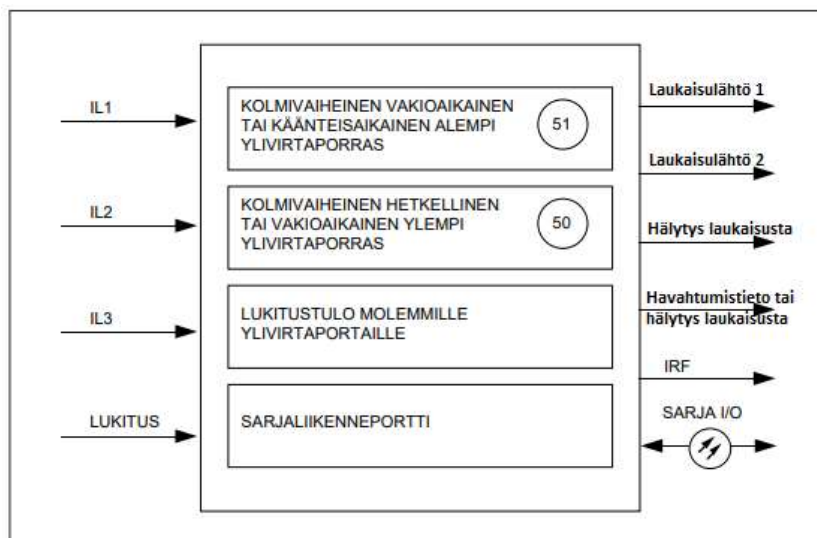 IL1
IL2
IL3
LUKITUS
KOLMIVAIHEINEN VAKIOAIKAINEN
TAI KÄÄNTEISAIKAINEN ALEMPI
YLIVIRTAPORRAS
51
KOLMIVAIHEINEN HETKELLINEN
TAI VAKIOAIKAINEN YLEMPI
YLIVIRTAPORRAS
50
LUKITUSTULO MOLEMMILLE
YLIVIRTAPORTAILLE
SARJALIIKENNEPORTTI
Laukaisulähtö 1
Laukaisulähtö 2
Hälytys laukaisusta
Havahtumistieto tai
hälytys laukaisusta
IRF
SARJA I/O